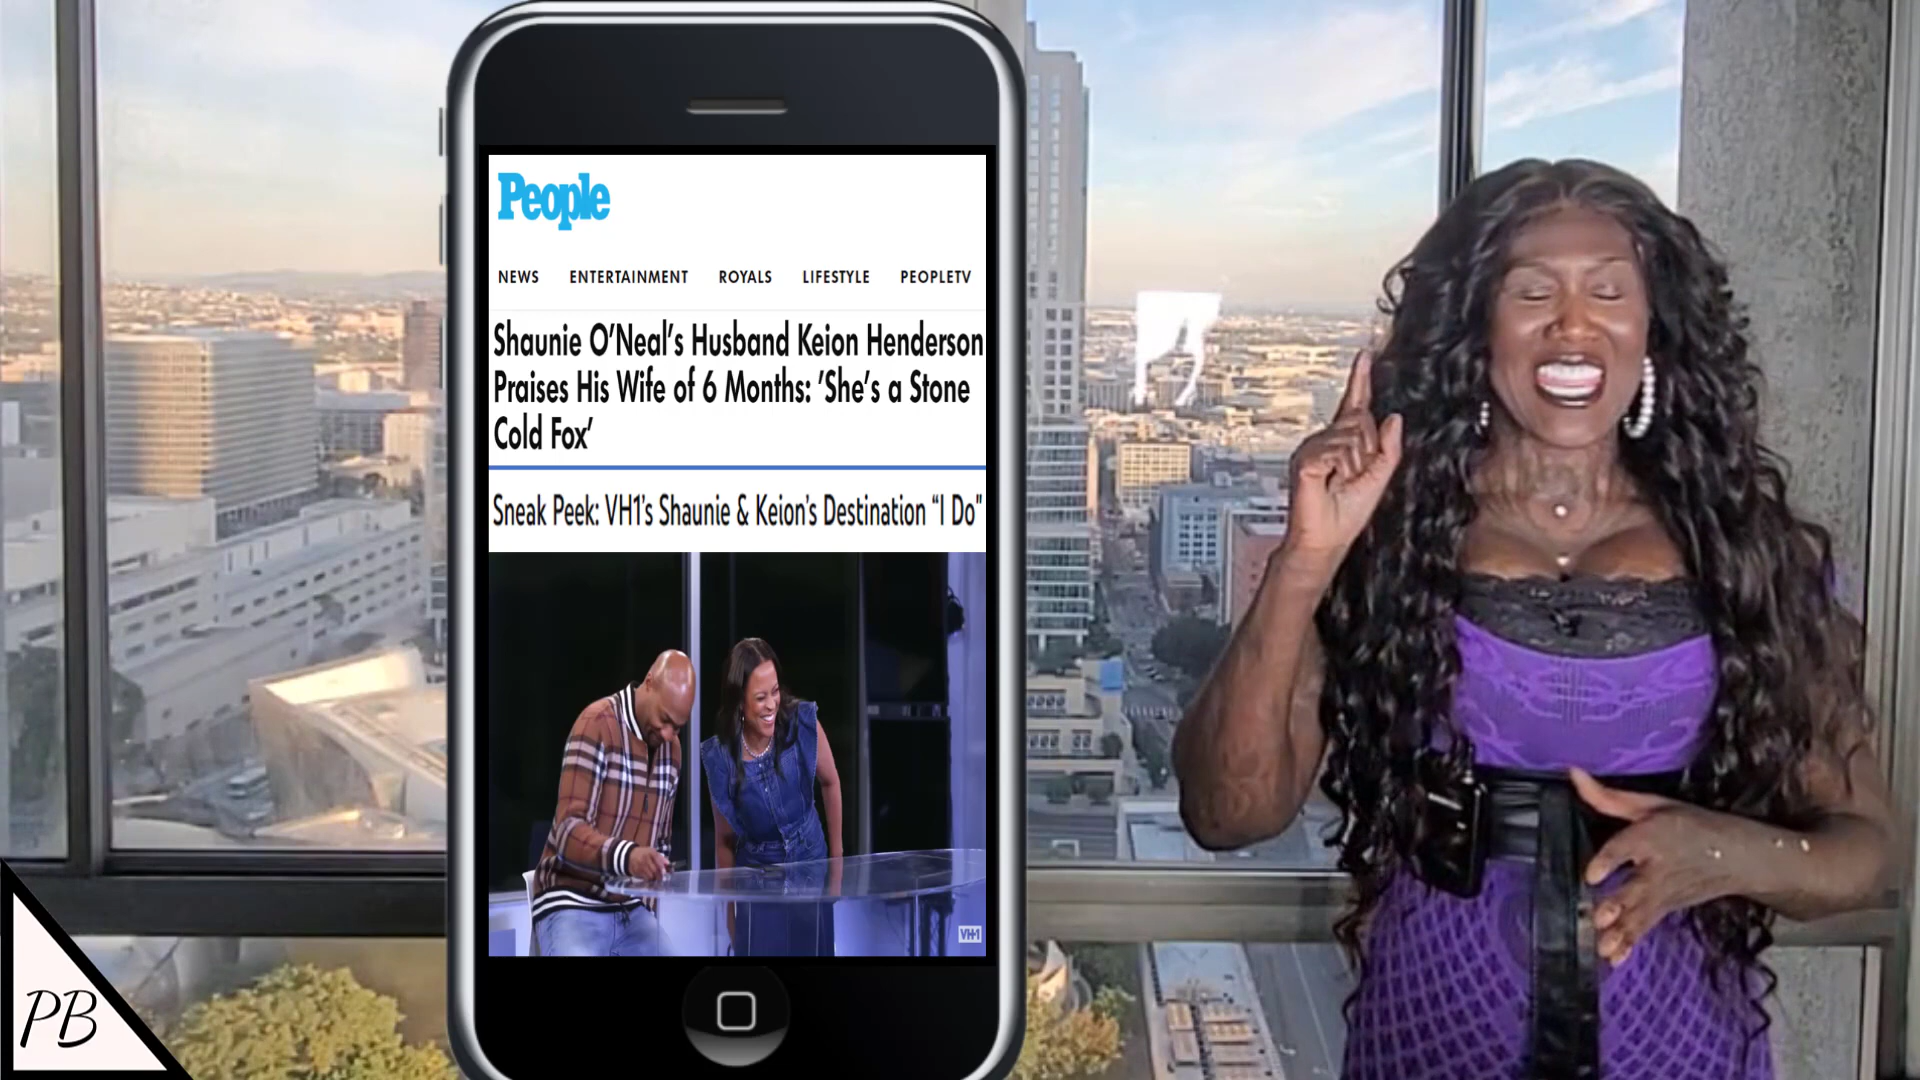 People
NEWS ENTERTAINMENT ROYALS LIFESTYLE PEOPLETV
Shaunie O'Neal's Husband Keion Henderson
Praises His Wife of 6 Months: 'She's a Stone
Cold Fox'
Sneak Peek: VH1's Shaunie & Keion's Destination "I Do"
VH1
PB